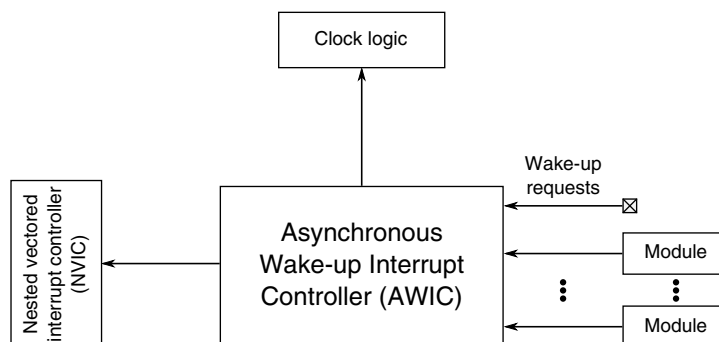 Clock logic
Wake-up
requests
Nested vectored
interrupt controller
(NVIC)
Asynchronous
Wake-up Interrupt
Controller (AWIC)
Module
Module